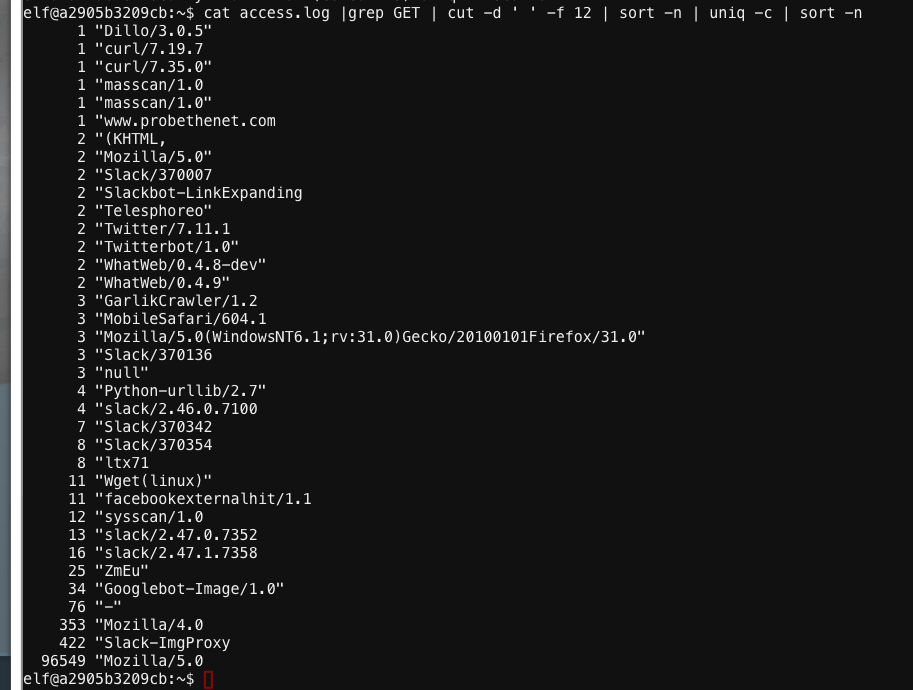 elf@a2905b3209cb:~$ cat access.log |grep GET | cut -d ' ' -f 12 | sort -n | uniq -c | sort -n
1 "Dillo/3.0.5"
1 "curl/7.19.7
1 "curl/7.35.0"
1 "masscan/1.0
1 "masscan/1.0"
1 "www.probethenet.com
2 "(KHTML,
2 "Mozilla/5.0"
2 "Slack/370007
2 "Slackbot-LinkExpanding
2 "Telesphoreo"
2 "Twitter/7.11.1
2 "Twitterbot/1.0"
2 "WhatWeb/0.4.8-dev"
2 "WhatWeb/0.4.9"
3 "GarlikCrawler/1.2
3 "MobileSafari/604.1
3 "Mozilla/5.0(WindowsNT6.1;rv:31.0)Gecko/20100101Firefox/31.0"
3 "Slack/370136
3 "null"
4 "Python-urllib/2.7"
4 "slack/2.46.0.7100
7 "Slack/370342
8 "Slack/370354
8 "ltx71
11 "Wget(linux)"
11 "facebookexternalhit/1.1
12 "sysscan/1.0
13 "slack/2.47.0.7352
16 "slack/2.47.1.7358
25 "ZmEu"
34 "Googlebot-Image/1.0"
76 "-"
353 "Mozilla/4.0
422 "Slack-ImgProxy
96549 "Mozilla/5.0
elf@a2905b3209cb:~$